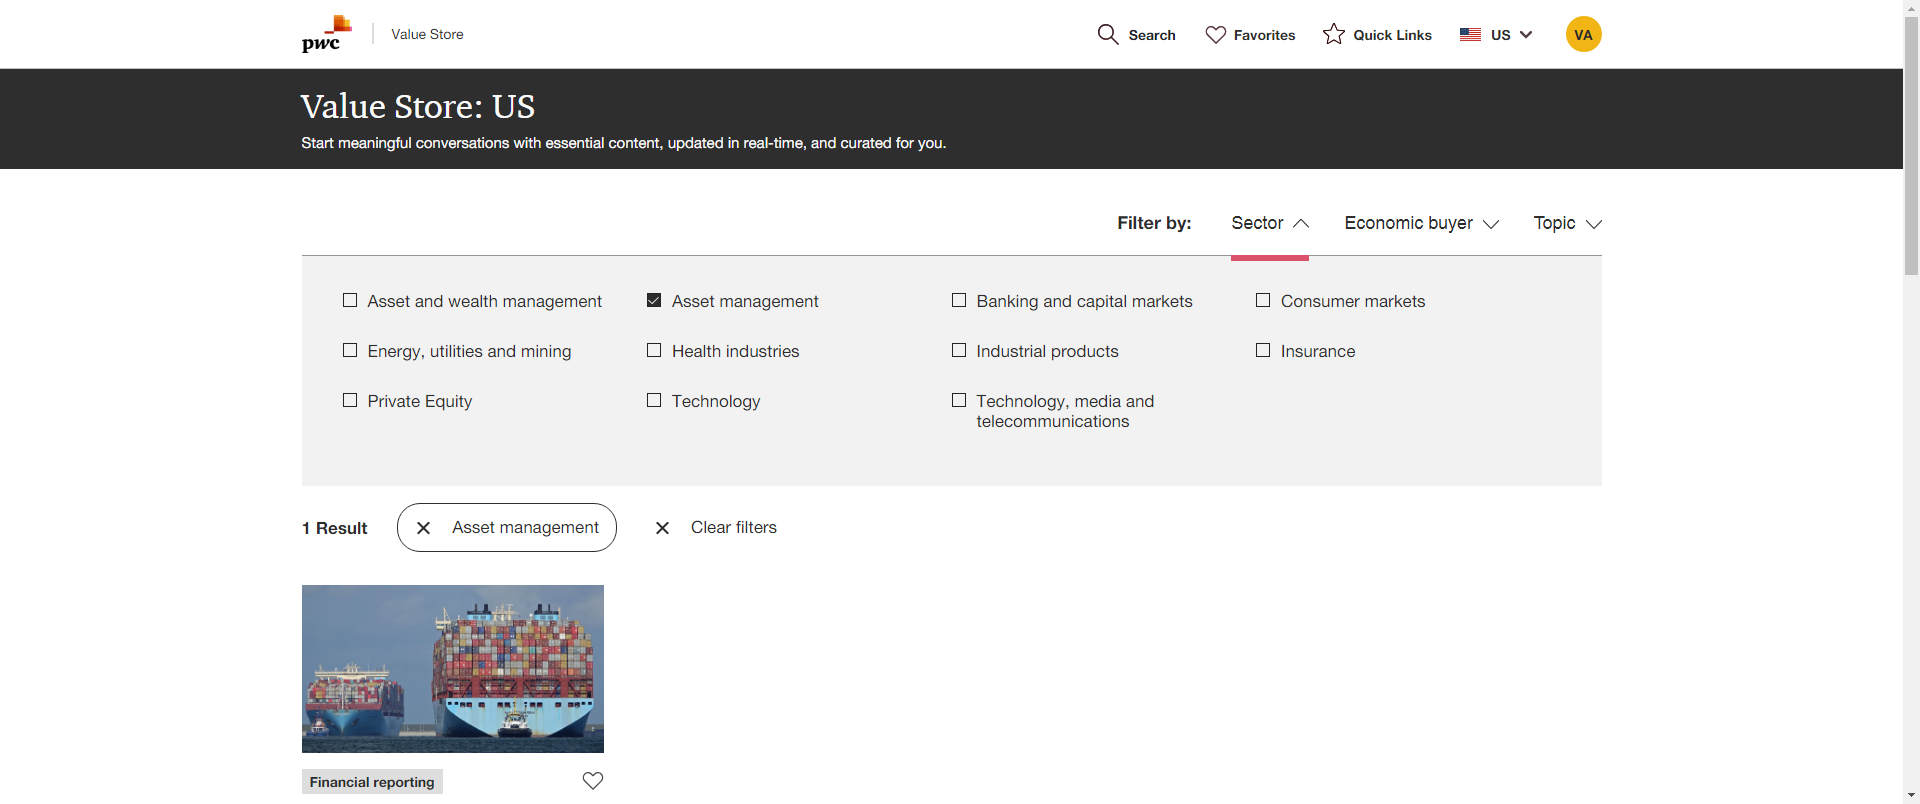 pwc
Value Store
Search
Favorites
Quick Links
US
VA
Value Store: US
Start meaningful conversations with essential content, updated in real-time, and curated for you.
Filter by:
Sector
Economic buyer
Topic
Asset and wealth management
Asset management
Banking and capital markets
Consumer markets
Energy, utilities and mining
Health industries
Industrial products
Insurance
Private Equity
Technology
Technology, media and
telecommunications
1 Result
Asset management
Clear filters
Financial reporting